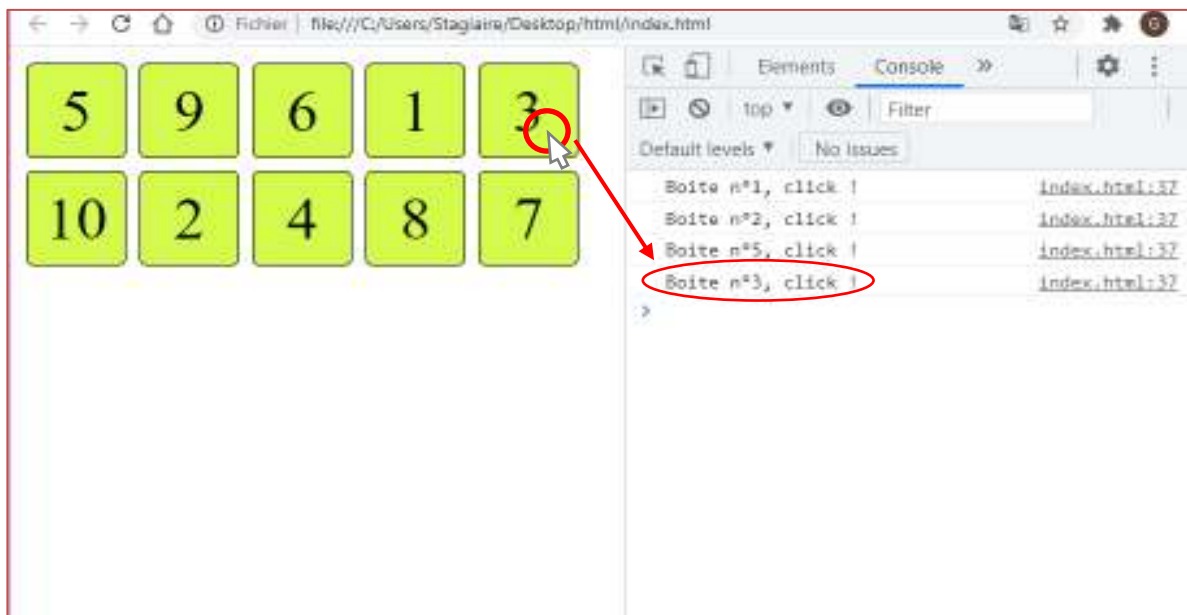 Fichier | file:///C:/Users/Stagiaire/Desktop/html/index.html
G
5 9 6 1 3
10 2 4 8 7
Elements Console »
top ▼ Filter
Default levels ▼ No Issues
Boite n°1, click ! index.html:37
Boite n°2, click ! index.html:37
Boite n°5, click ! index.html:37
Boite n°3, click ! index.html:37
>